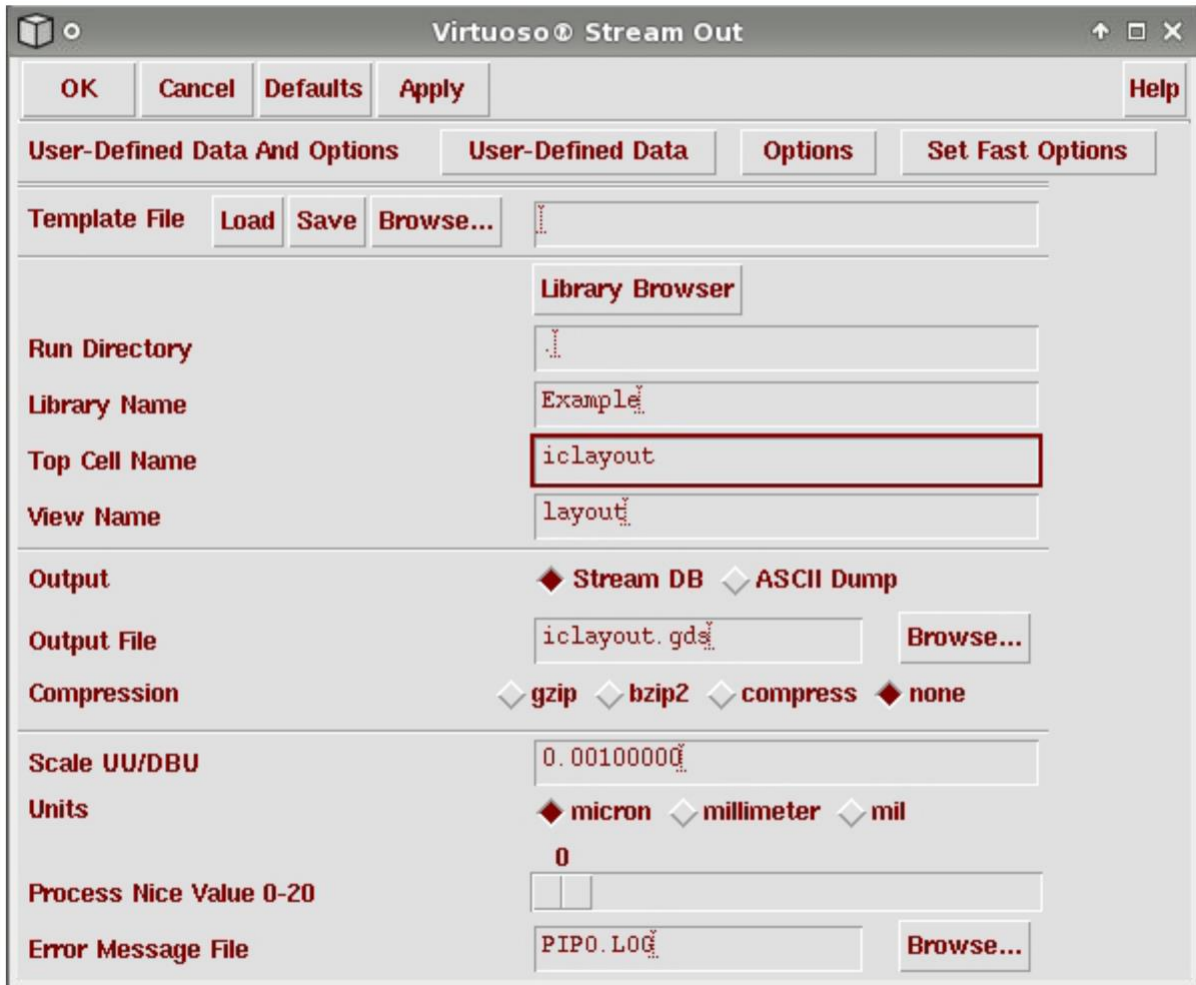 Virtuoso® Stream Out
OK Cancel Defaults Apply Help
User-Defined Data And Options User-Defined Data Options Set Fast Options
Template File Load Save Browse...
Library Browser
Run Directory .
Library Name Example
Top Cell Name iclayout
View Name layout
Output Stream DB ASCII Dump
Output File iclayout.gds Browse...
Compression gzip bzip2 compress none
Scale UU/DBU 0.00100000
Units micron millimeter mil
0
Process Nice Value 0-20
Error Message File PIPO.LOG Browse...